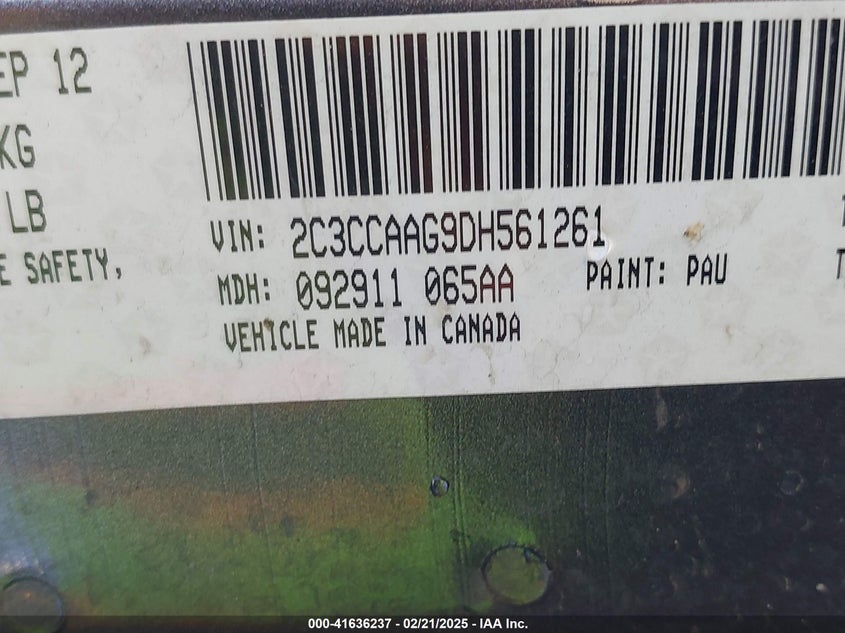 EP 12
KG
LB
E SAFETY,
VIN: 2C3CCAAG9DH561261
MDH: 092911 065AA
PAINT: PAU
VEHICLE MADE IN CANADA
T
000-41636237 - 02/21/2025 - IAA Inc.